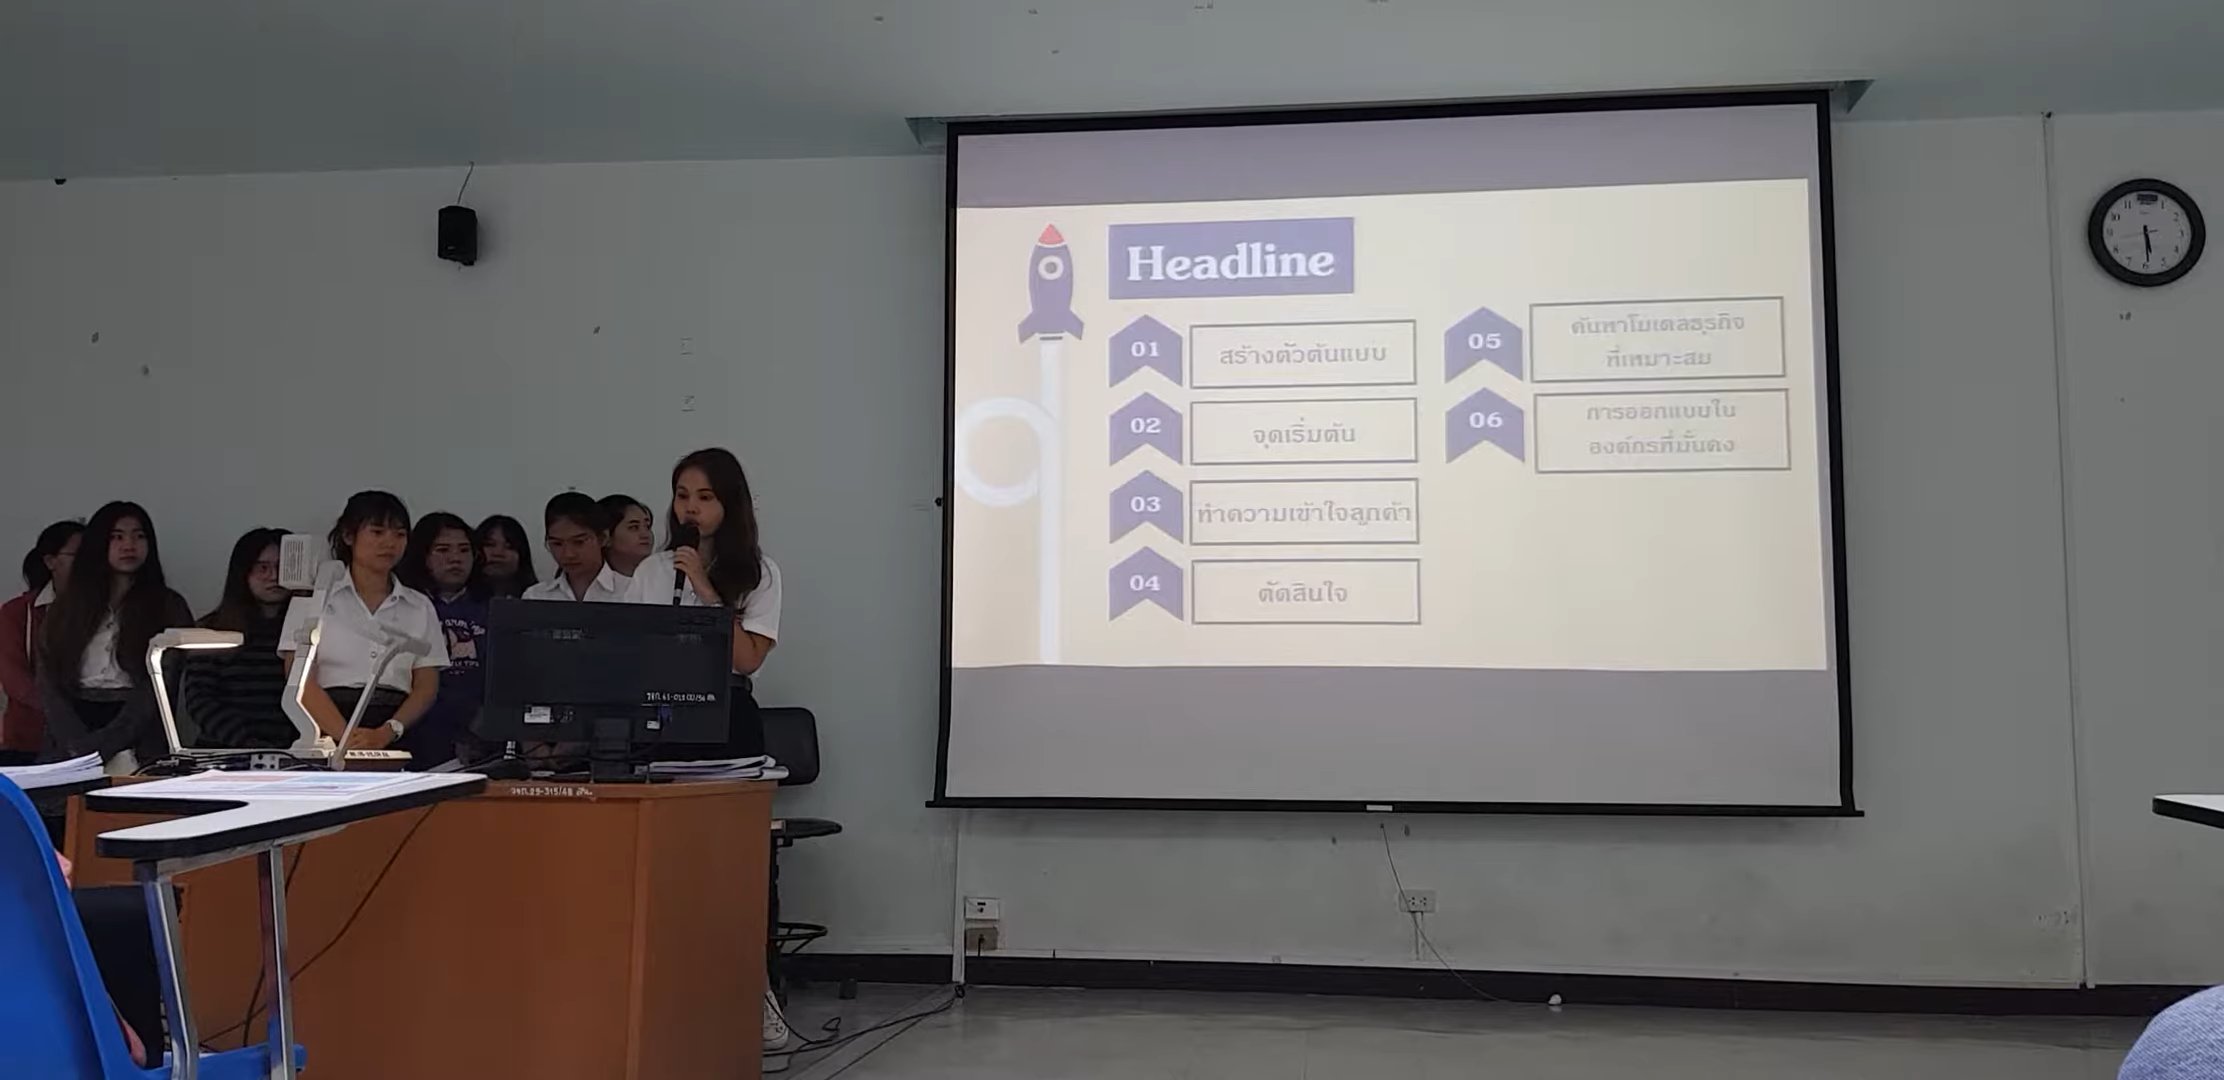 Headline
01
สร้างตัวต้นแบบ
02
จุดเริ่มต้น
03
ทำความเข้าใจลูกค้า
04
ตัดสินใจ
05
ค้นหาโมเดลธุรกิจ
ที่เหมาะสม
06
การออกแบบใน
องค์กรที่มั่นคง